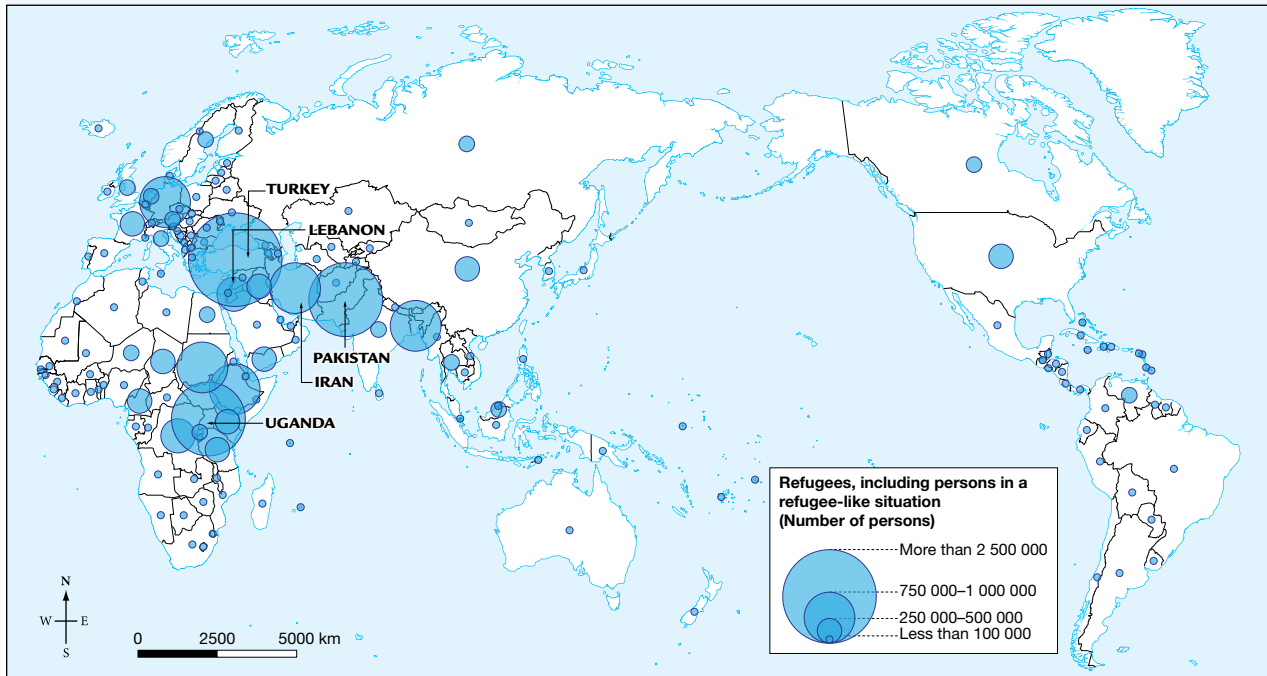 TURKEY
LEBANON
PAKISTAN
IRAN
UGANDA
Refugees, including persons in a
refugee-like situation
(Number of persons)
More than 2 500 000
750 000–1 000 000
250 000–500 000
Less than 100 000
N
W E
S
0 2500 5000 km